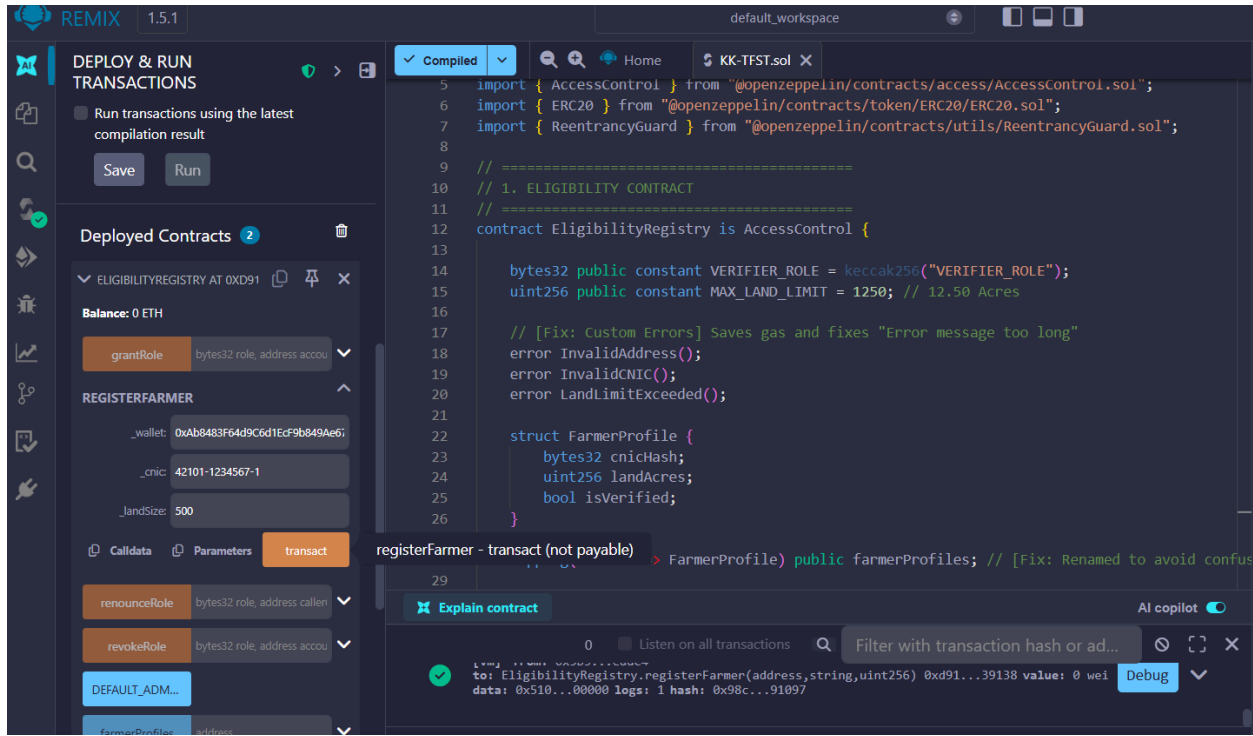 REMIX 1.5.1
default_workspace
AI
DEPLOY & RUN
TRANSACTIONS
Run transactions using the latest
compilation result
Save
Run
Deployed Contracts 2
ELIGIBILITYREGISTRY AT 0XD91
Balance: 0 ETH
grantRole bytes32 role, address accou
REGISTERFARMER
_wallet: 0xAb8483F64d9C6d1EcF9b849Ae67
_cnic: 42101-1234567-1
_landSize: 500
Calldata Parameters transact
registerFarmer - transact (not payable)
renounceRole bytes32 role, address caller
revokeRole bytes32 role, address accou
DEFAULT_ADM...
farmerProfiles address
Compiled
Home
KK-TFST.sol
5 import { AccessControl } from "@openzeppelin/contracts/access/AccessControl.sol";
6 import { ERC20 } from "@openzeppelin/contracts/token/ERC20/ERC20.sol";
7 import { ReentrancyGuard } from "@openzeppelin/contracts/utils/ReentrancyGuard.sol";
8
9 // ==========================================
10 // 1. ELIGIBILITY CONTRACT
11 // ==========================================
12 contract EligibilityRegistry is AccessControl {
13
14 bytes32 public constant VERIFIER_ROLE = keccak256("VERIFIER_ROLE");
15 uint256 public constant MAX_LAND_LIMIT = 1250; // 12.50 Acres
16
17 // [Fix: Custom Errors] Saves gas and fixes "Error message too long"
18 error InvalidAddress();
19 error InvalidCNIC();
20 error LandLimitExceeded();
21
22 struct FarmerProfile {
23 bytes32 cnicHash;
24 uint256 landAcres;
25 bool isVerified;
26 }
> FarmerProfile) public farmerProfiles; // [Fix: Renamed to avoid confus
29
Explain contract
AI copilot
0 Listen on all transactions Filter with transaction hash or ad...
to: EligibilityRegistry.registerFarmer(address,string,uint256) 0xd91...39138 value: 0 wei
data: 0x510...00000 logs: 1 hash: 0x98c...91097
Debug